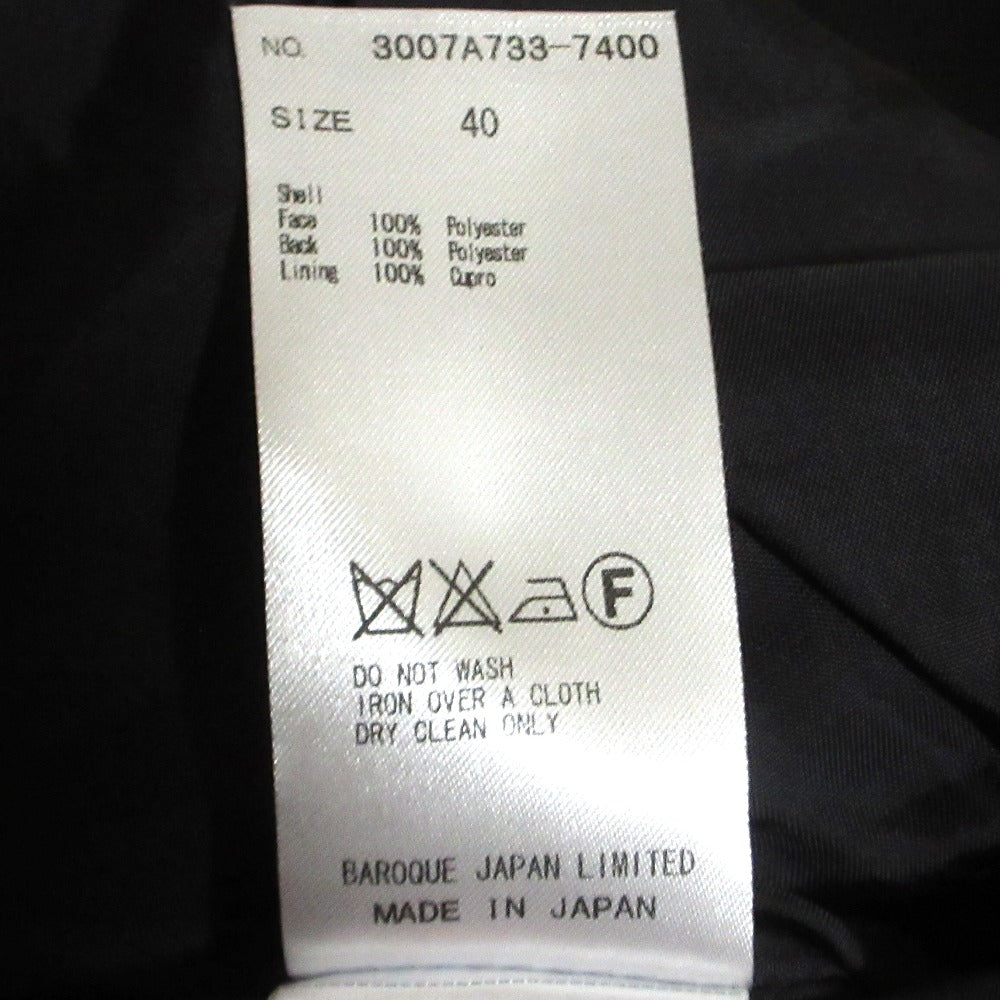 NO. 3007A733-7400
SIZE 40
Shell
Face 100% Polyester
Back 100% Polyester
Lining 100% Cupro
F
DO NOT WASH
IRON OVER A CLOTH
DRY CLEAN ONLY
BAROQUE JAPAN LIMITED
MADE IN JAPAN